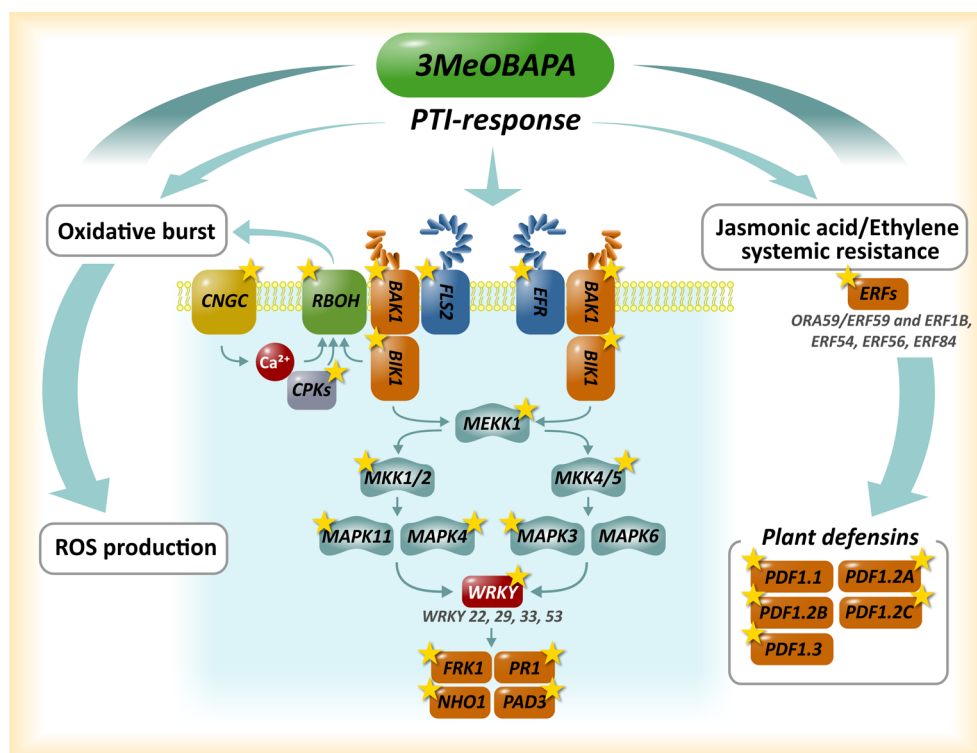 3MeOBAPA
PTI-response
Oxidative burst
Jasmonic acid/Ethylene
systemic resistance
CNGC
RBOH
BAK1
FLS2
EFR
BAK1
ERFs
ORA59/ERF59 and ERF1B,
ERF54, ERF56, ERF84
Ca²⁺
CPKs
BIK1
BIK1
MEKK1
MKK1/2
MKK4/5
MAPK11
MAPK4
MAPK3
MAPK6
ROS production
WRKY
WRKY 22, 29, 33, 53
FRK1
PR1
NHO1
PAD3
Plant defensins
PDF1.1
PDF1.2A
PDF1.2B
PDF1.2C
PDF1.3